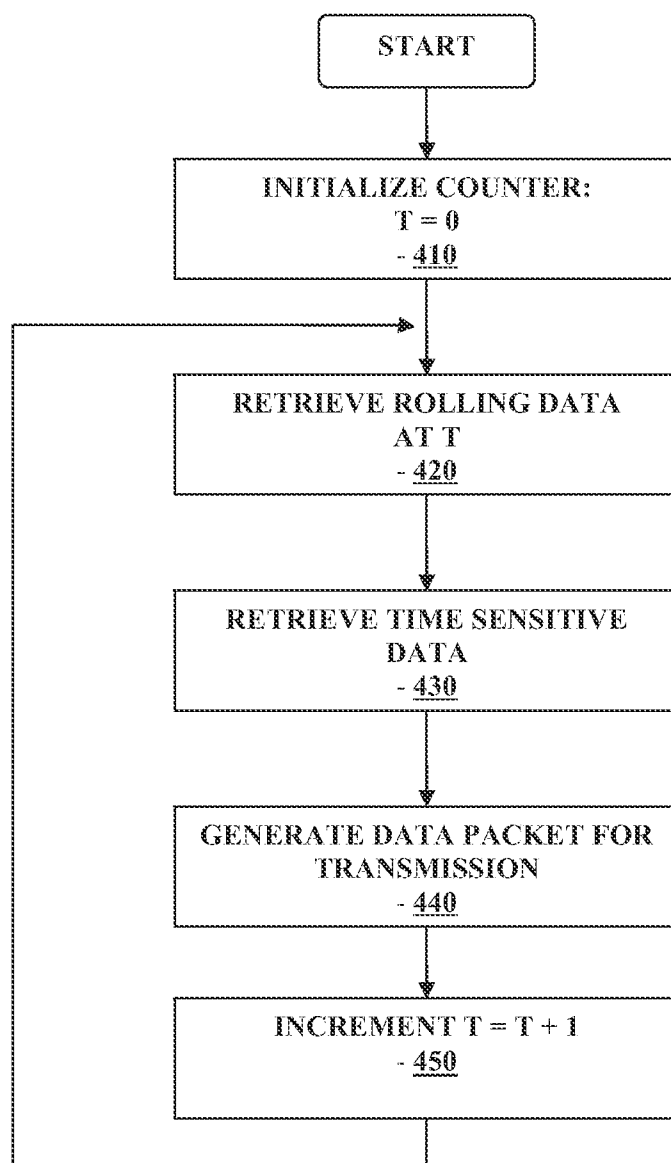 START
INITIALIZE COUNTER:
T = 0
- 410
RETRIEVE ROLLING DATA
AT T
- 420
RETRIEVE TIME SENSITIVE
DATA
- 430
GENERATE DATA PACKET FOR
TRANSMISSION
- 440
INCREMENT T = T + 1
- 450